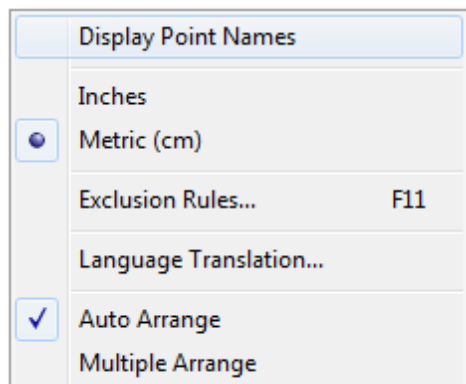 Display Point Names
Inches
Metric (cm)
Exclusion Rules... F11
Language Translation...
Auto Arrange
Multiple Arrange